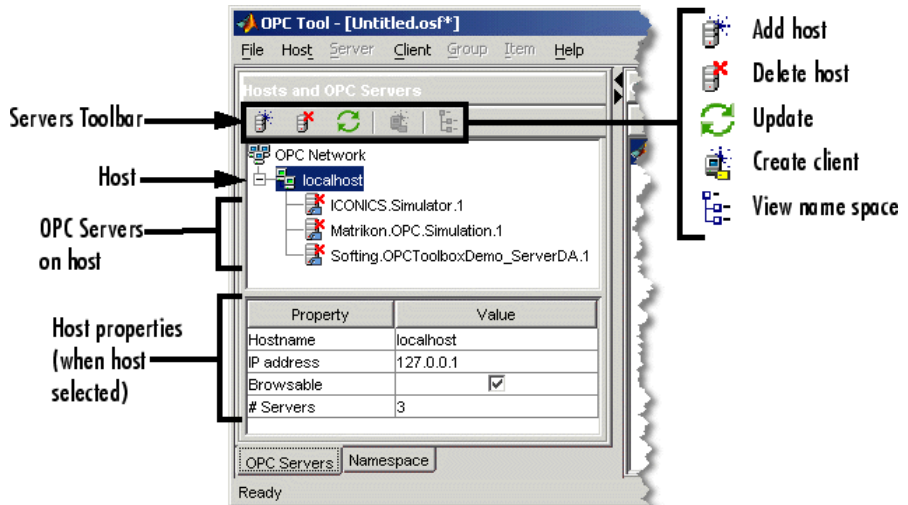 OPC Tool - [Untitled.osf*]
File Host Server Client Group Item Help
Hosts and OPC Servers
Servers Toolbar
OPC Network
Host
localhost
ICONICS.Simulator.1
OPC Servers
on host
Matrikon.OPC.Simulation.1
Softing.OPCToolboxDemo_ServerDA.1
Host properties
(when host
selected)
Property Value
Hostname localhost
IP address 127.0.0.1
Browsable
# Servers 3
OPC Servers Namespace
Ready
Add host
Delete host
Update
Create client
View name space